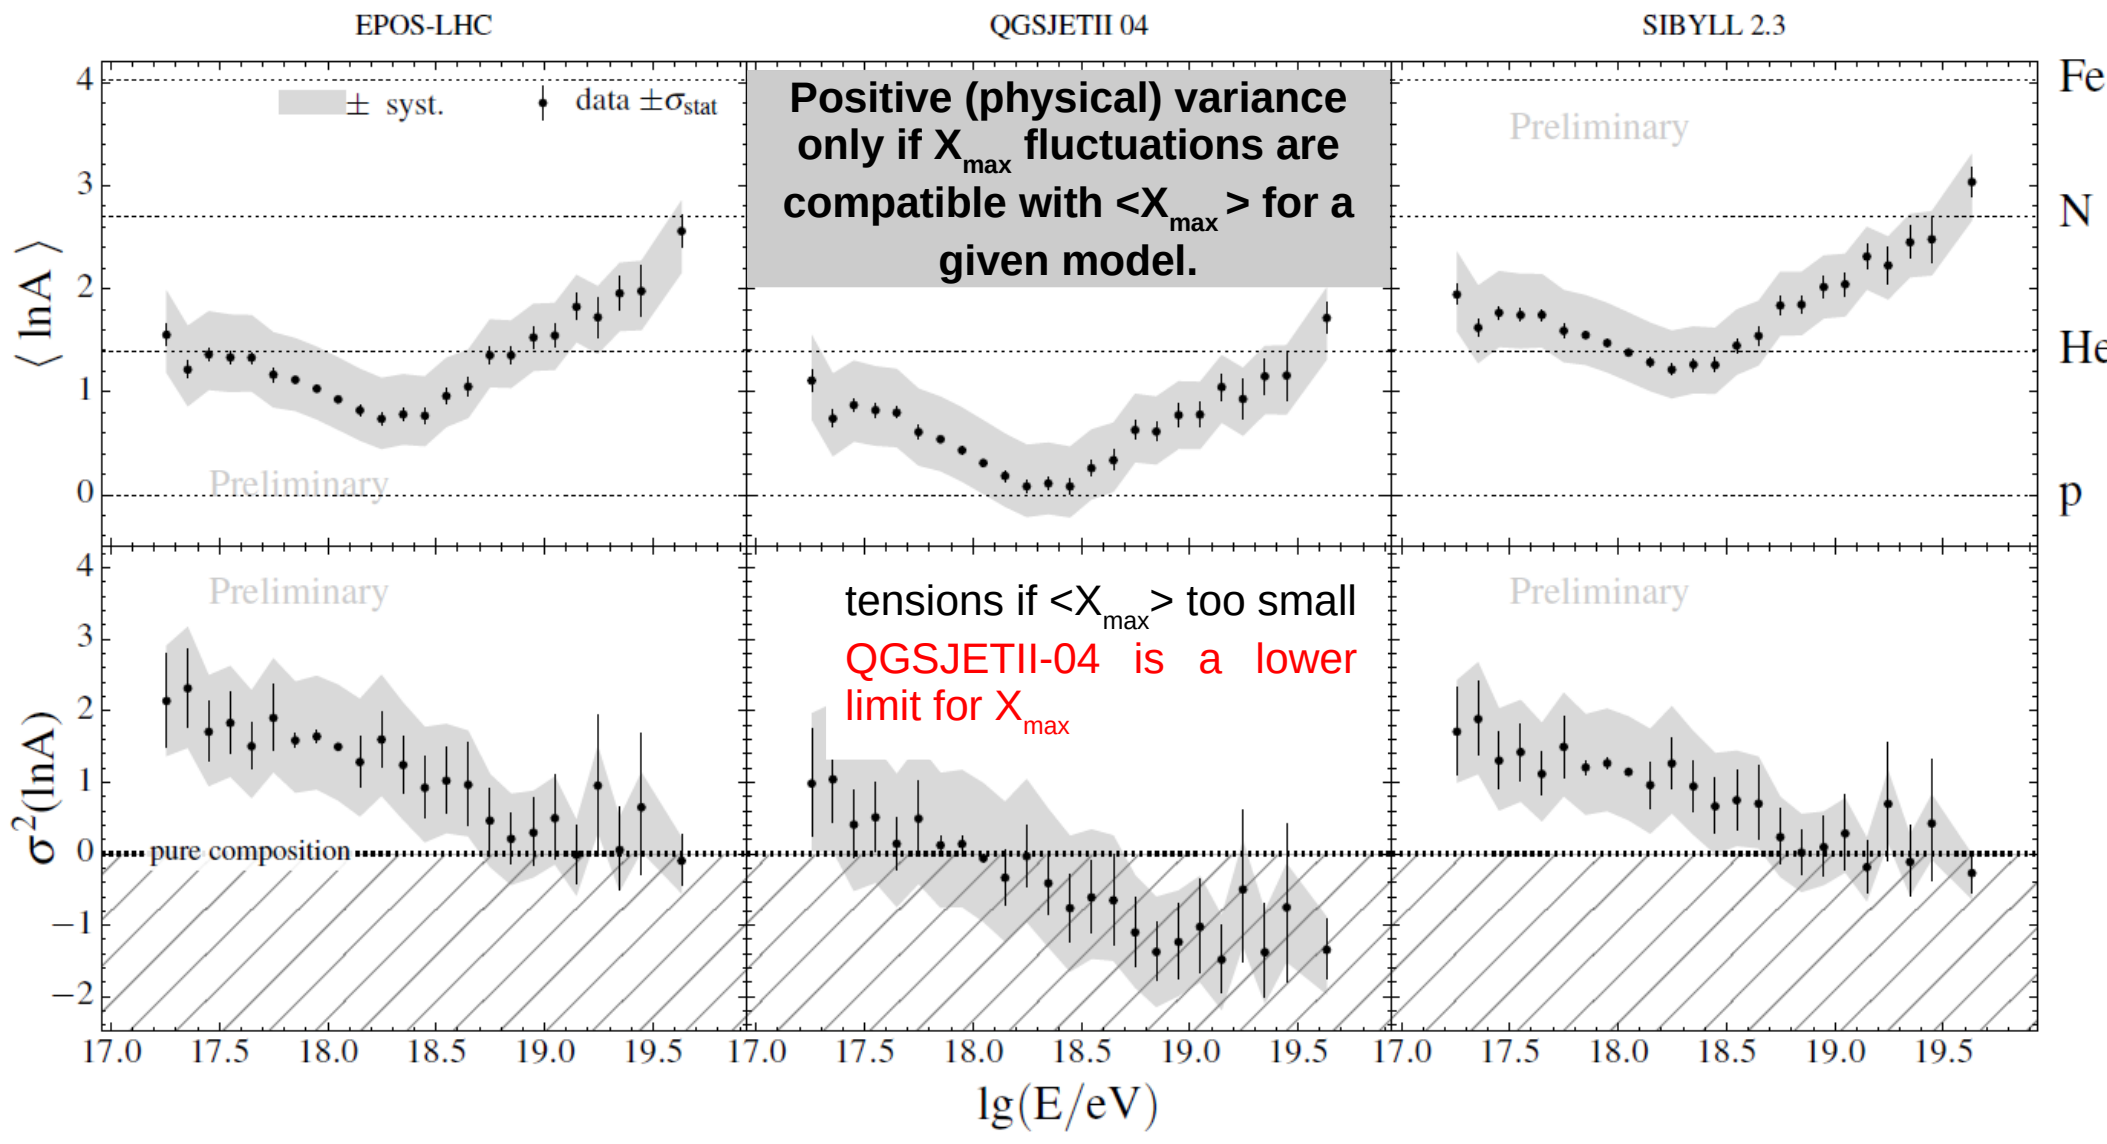 EPOS-LHC
QGSJETII 04
SIBYLL 2.3
± syst.
data ±σstat
Positive (physical) variance
only if Xmax fluctuations are
compatible with <Xmax > for a
given model.
Preliminary
Fe
N
He
p
4
3
2
1
0
⟨ lnA ⟩
Preliminary
Preliminary
tensions if <Xmax> too small
QGSJETII-04 is a lower
limit for Xmax
Preliminary
4
3
2
1
0
−1
−2
σ²(lnA)
pure composition
17.0 17.5 18.0 18.5 19.0 19.5 17.0 17.5 18.0 18.5 19.0 19.5 17.0 17.5 18.0 18.5 19.0 19.5
lg(E/eV)